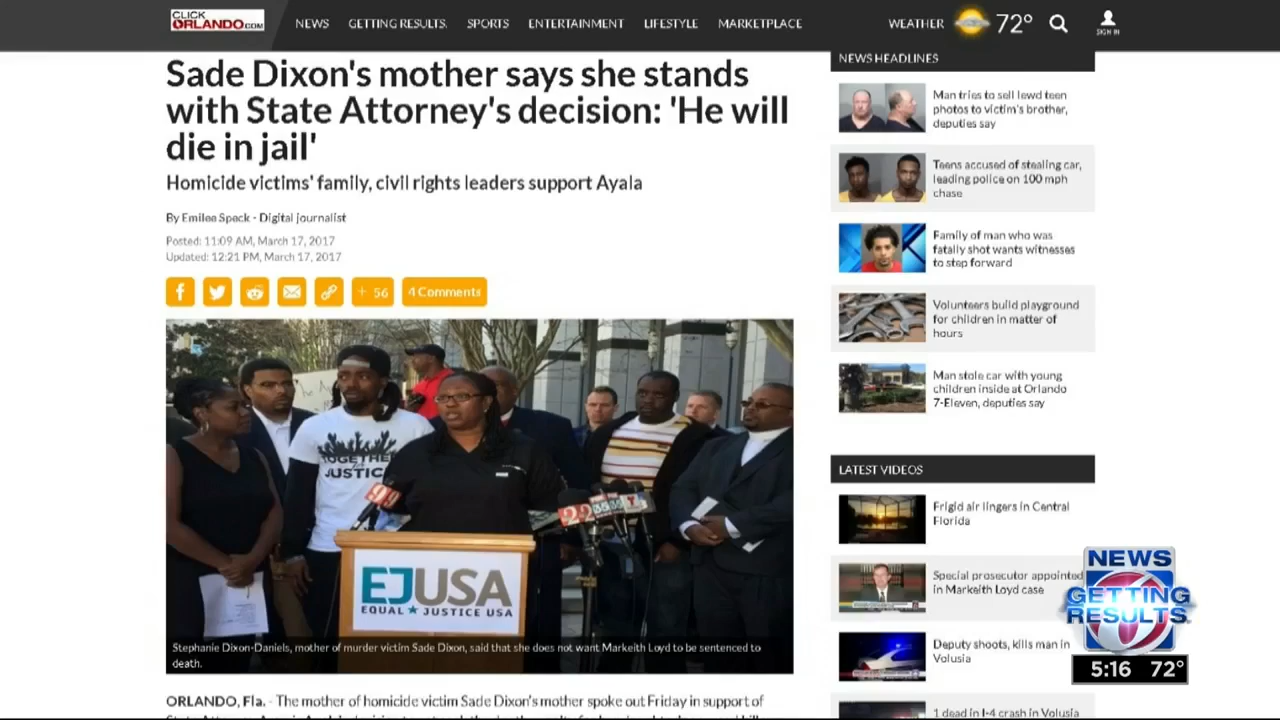 CLICK
ORLANDO.COM
NEWS GETTING RESULTS. SPORTS ENTERTAINMENT LIFESTYLE MARKETPLACE WEATHER 72° SIGN IN
Sade Dixon's mother says she stands
with State Attorney's decision: 'He will
die in jail'
Homicide victims' family, civil rights leaders support Ayala
By Emilee Speck - Digital journalist
Posted: 11:09 AM, March 17, 2017
Updated: 12:21 PM, March 17, 2017
f + 56 4 Comments
TOGETHER
JUSTICE
EJUSA
EQUAL JUSTICE USA
Stephanie Dixon-Daniels, mother of murder victim Sade Dixon, said that she does not want Markeith Loyd to be sentenced to
death.
ORLANDO, Fla. - The mother of homicide victim Sade Dixon's mother spoke out Friday in support of
NEWS HEADLINES
Man tries to sell lewd teen
photos to victim's brother,
deputies say
Teens accused of stealing car,
leading police on 100 mph
chase
Family of man who was
fatally shot wants witnesses
to step forward
Volunteers build playground
for children in matter of
hours
Man stole car with young
children inside at Orlando
7-Eleven, deputies say
LATEST VIDEOS
Frigid air lingers in Central
Florida
Special prosecutor appointed
in Markeith Loyd case
Deputy shoots, kills man in
Volusia
1 dead in I-4 crash in Volusia
NEWS
6
GETTING
RESULTS.
5:16 72°